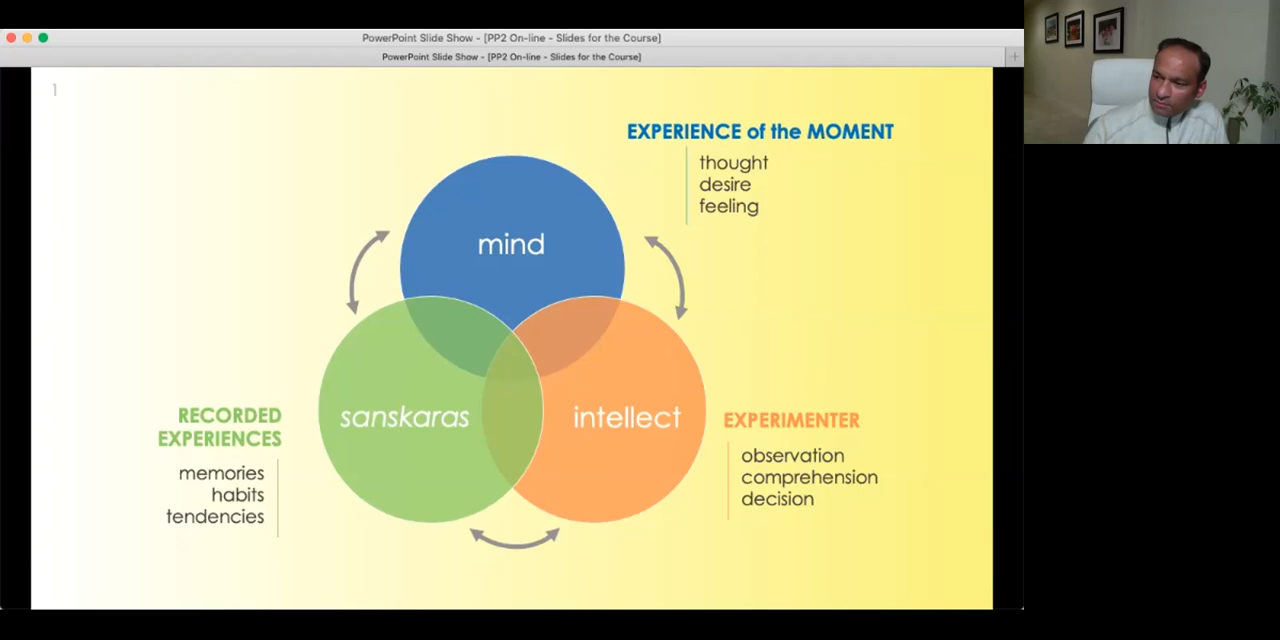 PowerPoint Slide Show - [PP2 On-line - Slides for the Course]
PowerPoint Slide Show - [PP2 On-line - Slides for the Course]
1
EXPERIENCE of the MOMENT
thought
desire
feeling
mind
sanskaras
intellect
RECORDED
EXPERIENCES
memories
habits
tendencies
EXPERIMENTER
observation
comprehension
decision